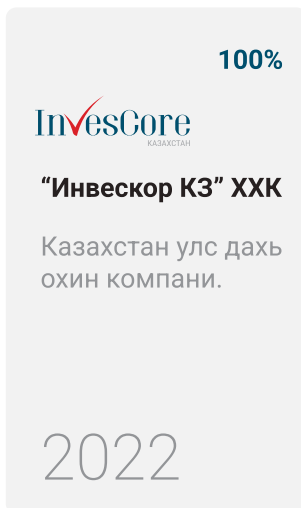 100%
InvesCore
КАЗАХСТАН
“Инвескор КЗ” ХХК
Казахстан улс дахь
охин компани.
2022